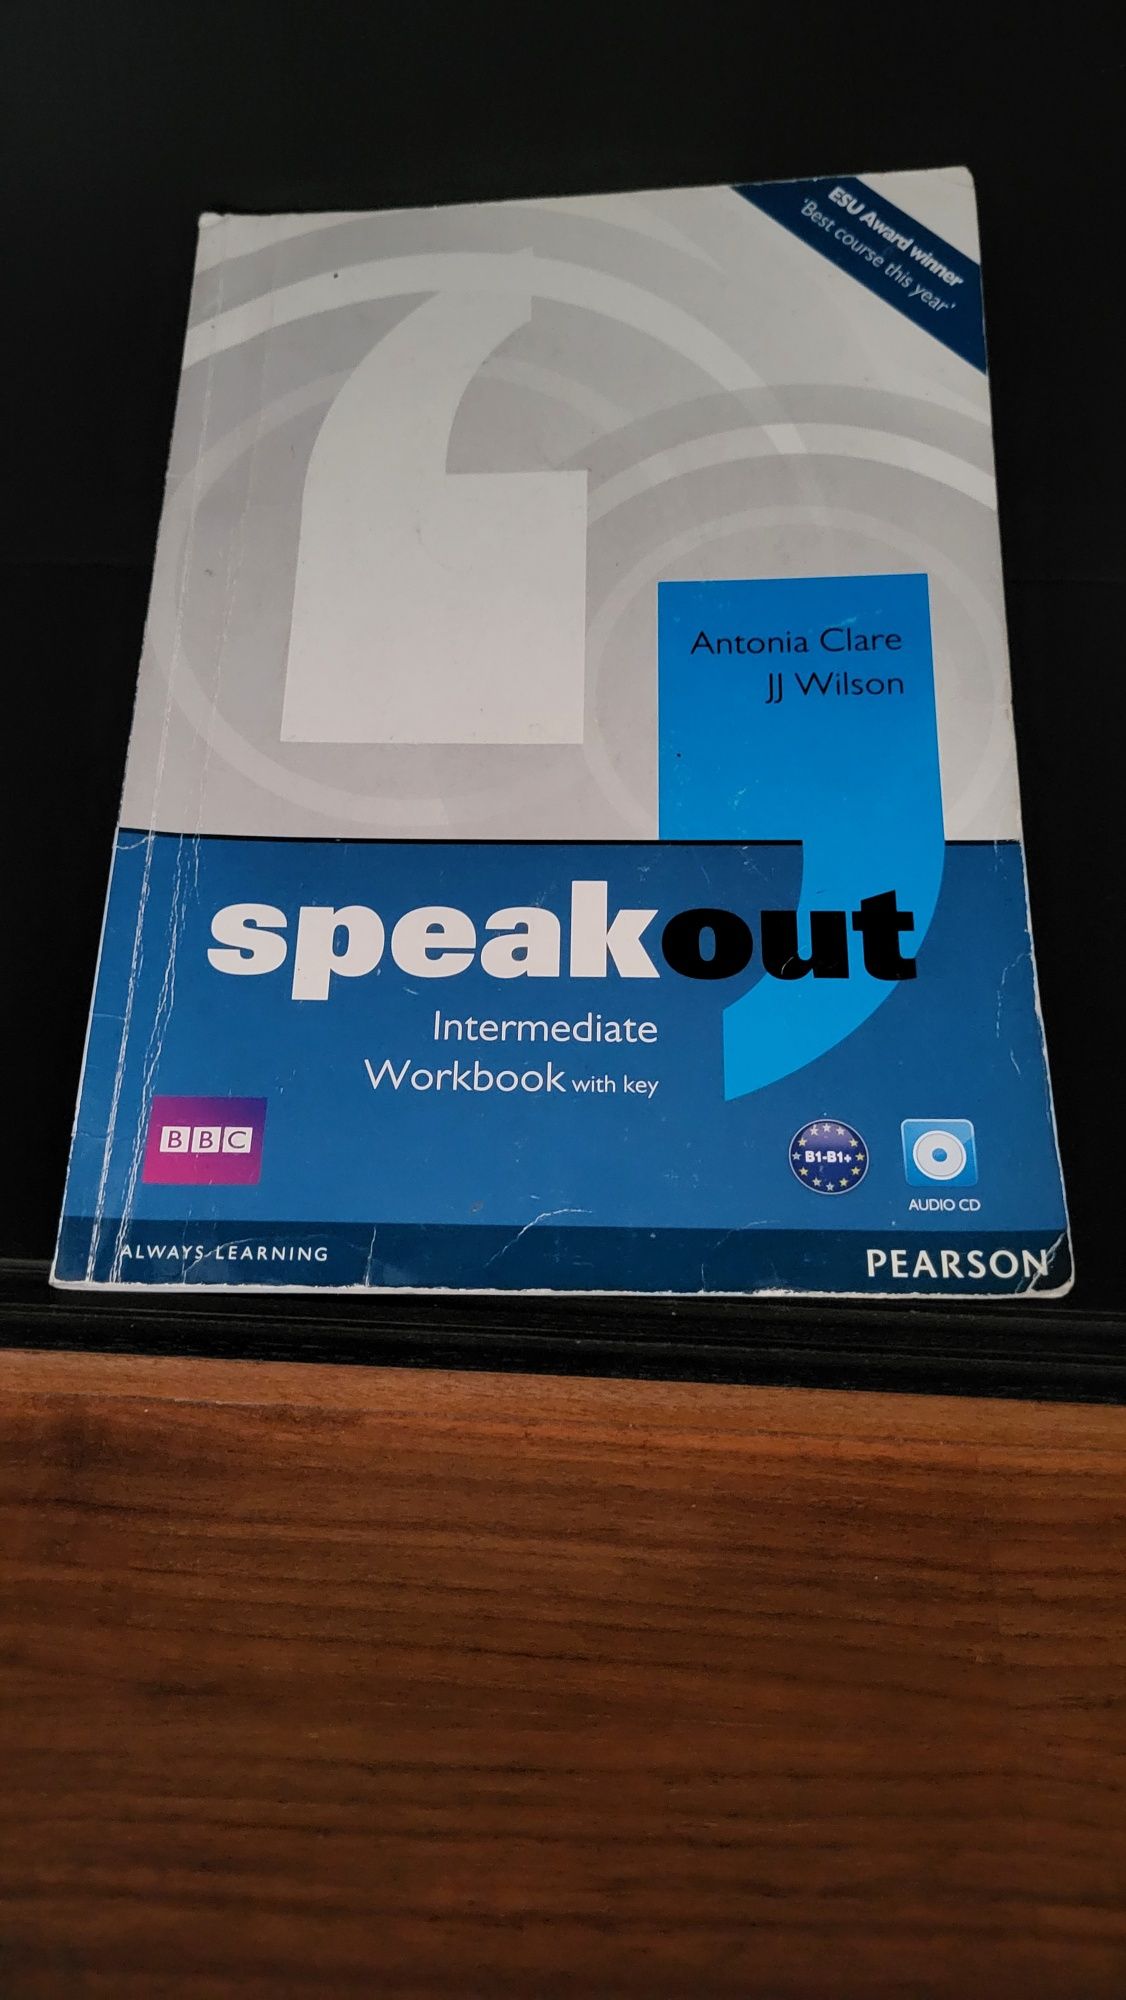 ESU Award winner
'Best course this year'
Antonia Clare
JJ Wilson
speakout
Intermediate
Workbook with key
BBC
B1-B1+
AUDIO CD
ALWAYS LEARNING
PEARSON